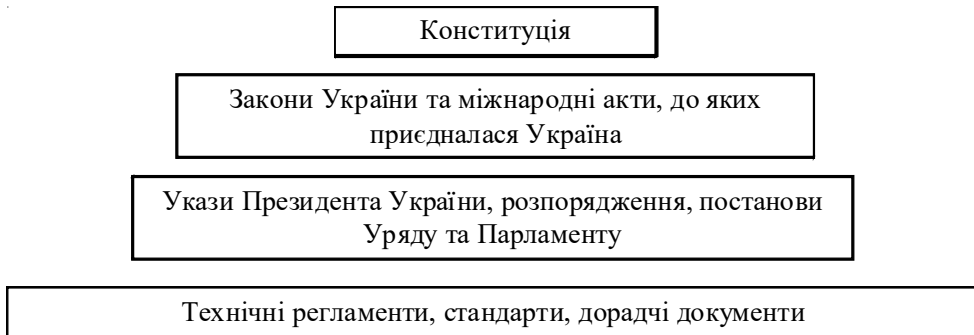 Конституція
Закони України та міжнародні акти, до яких
приєдналася Україна
Укази Президента України, розпорядження, постанови
Уряду та Парламенту
Технічні регламенти, стандарти, дорадчі документи